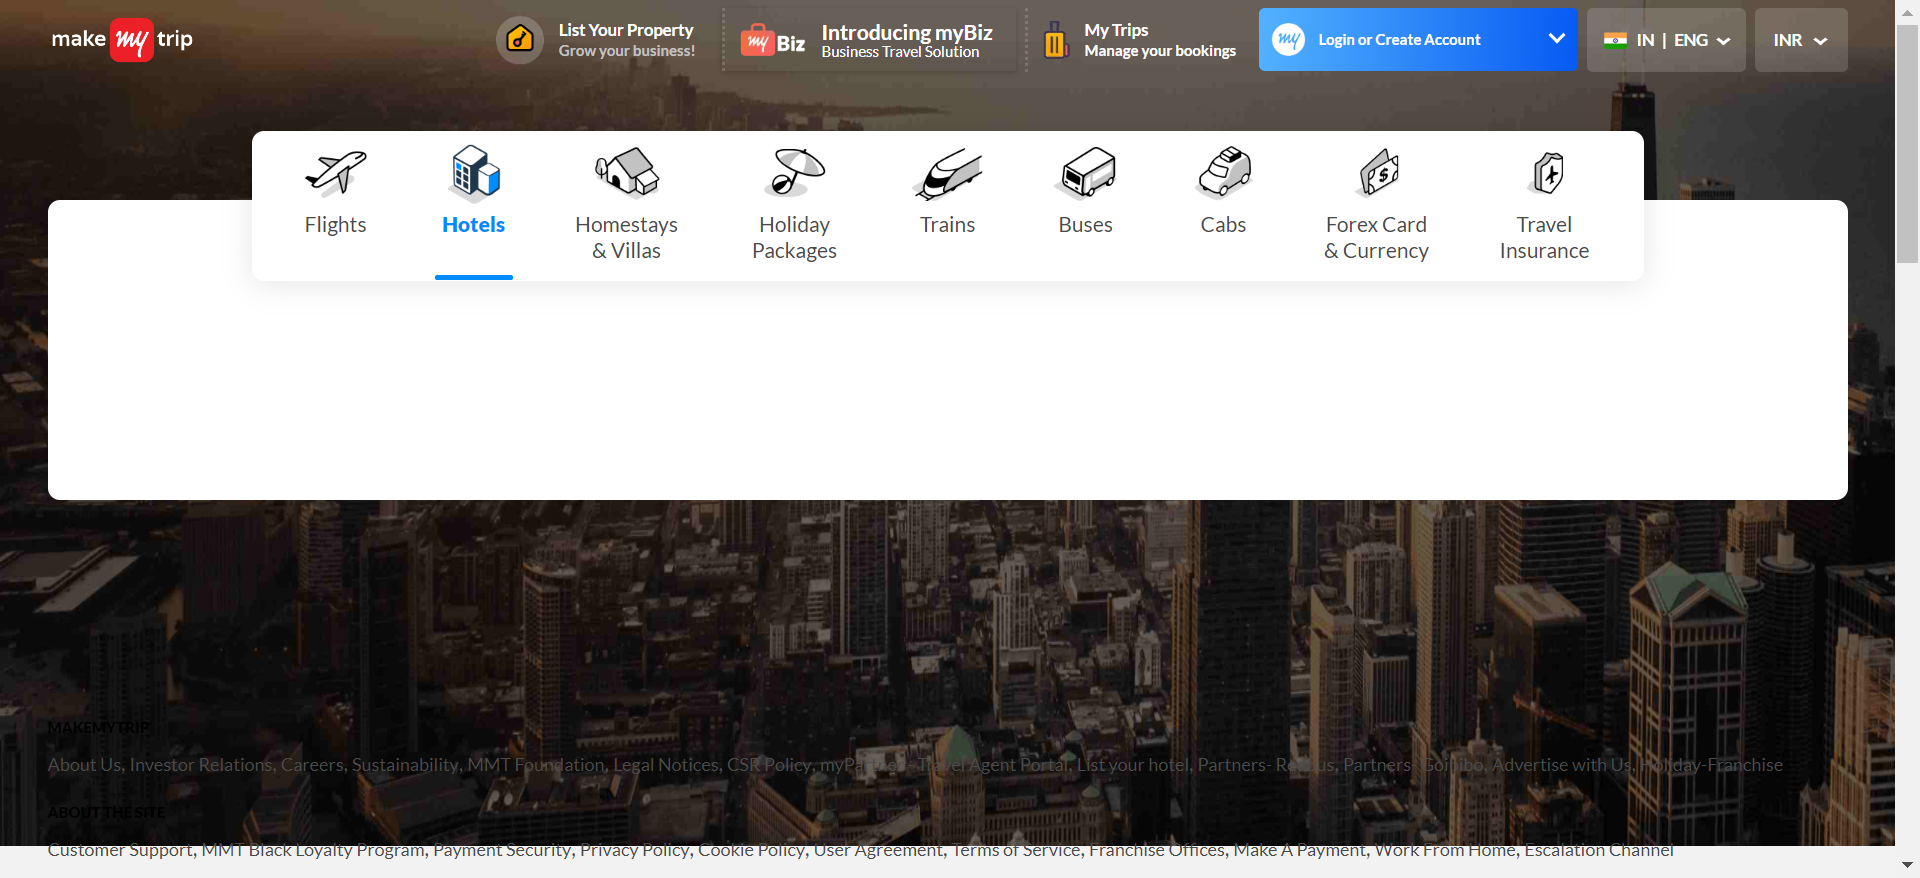 make my trip
List Your Property
Grow your business!
my Biz
Introducing myBiz
Business Travel Solution
My Trips
Manage your bookings
my
Login or Create Account
IN | ENG
INR
Flights
Hotels
Homestays
& Villas
Holiday
Packages
Trains
Buses
Cabs
Forex Card
& Currency
Travel
Insurance
MAKEMYTRIP
About Us, Investor Relations, Careers, Sustainability, MMT Foundation, Legal Notices, CSR Policy, Travel Agent Portal, List your hotel, Partners- Partners- Goibibo, Advertise with Us, Holiday-Franchise
ABOUT THE SITE
Customer Support, MMT Black Loyalty Program, Payment Security, Privacy Policy, Cookie Policy, User Agreement, Terms of Service, Franchise Offices, Make A Payment, Work From Home, Escalation Channel